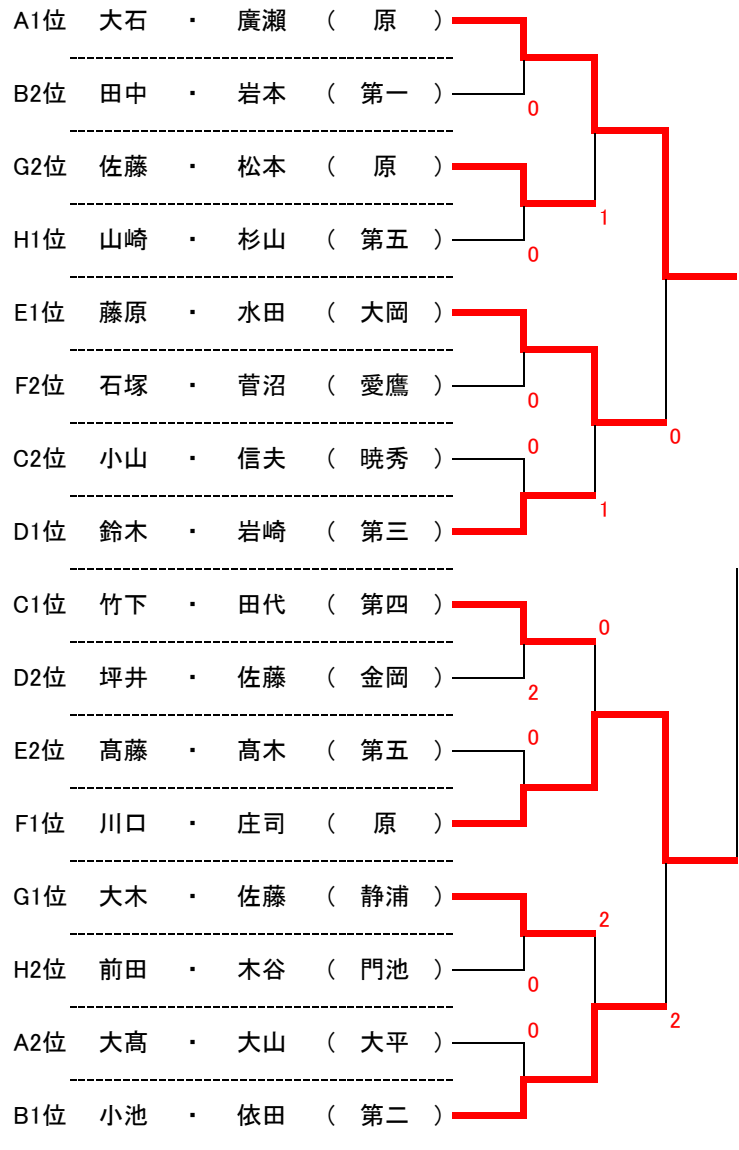 A1位 大石 ・ 廣瀬 （ 原 ）
B2位 田中 ・ 岩本 （ 第一 ）
0
G2位 佐藤 ・ 松本 （ 原 ）
1
H1位 山崎 ・ 杉山 （ 第五 ）
0
E1位 藤原 ・ 水田 （ 大岡 ）
F2位 石塚 ・ 菅沼 （ 愛鷹 ）
0
0
0
C2位 小山 ・ 信夫 （ 暁秀 ）
1
D1位 鈴木 ・ 岩崎 （ 第三 ）
C1位 竹下 ・ 田代 （ 第四 ）
0
D2位 坪井 ・ 佐藤 （ 金岡 ）
2
0
E2位 髙藤 ・ 髙木 （ 第五 ）
F1位 川口 ・ 庄司 （ 原 ）
G1位 大木 ・ 佐藤 （ 静浦 ）
2
H2位 前田 ・ 木谷 （ 門池 ）
0
2
0
A2位 大髙 ・ 大山 （ 大平 ）
B1位 小池 ・ 依田 （ 第二 ）